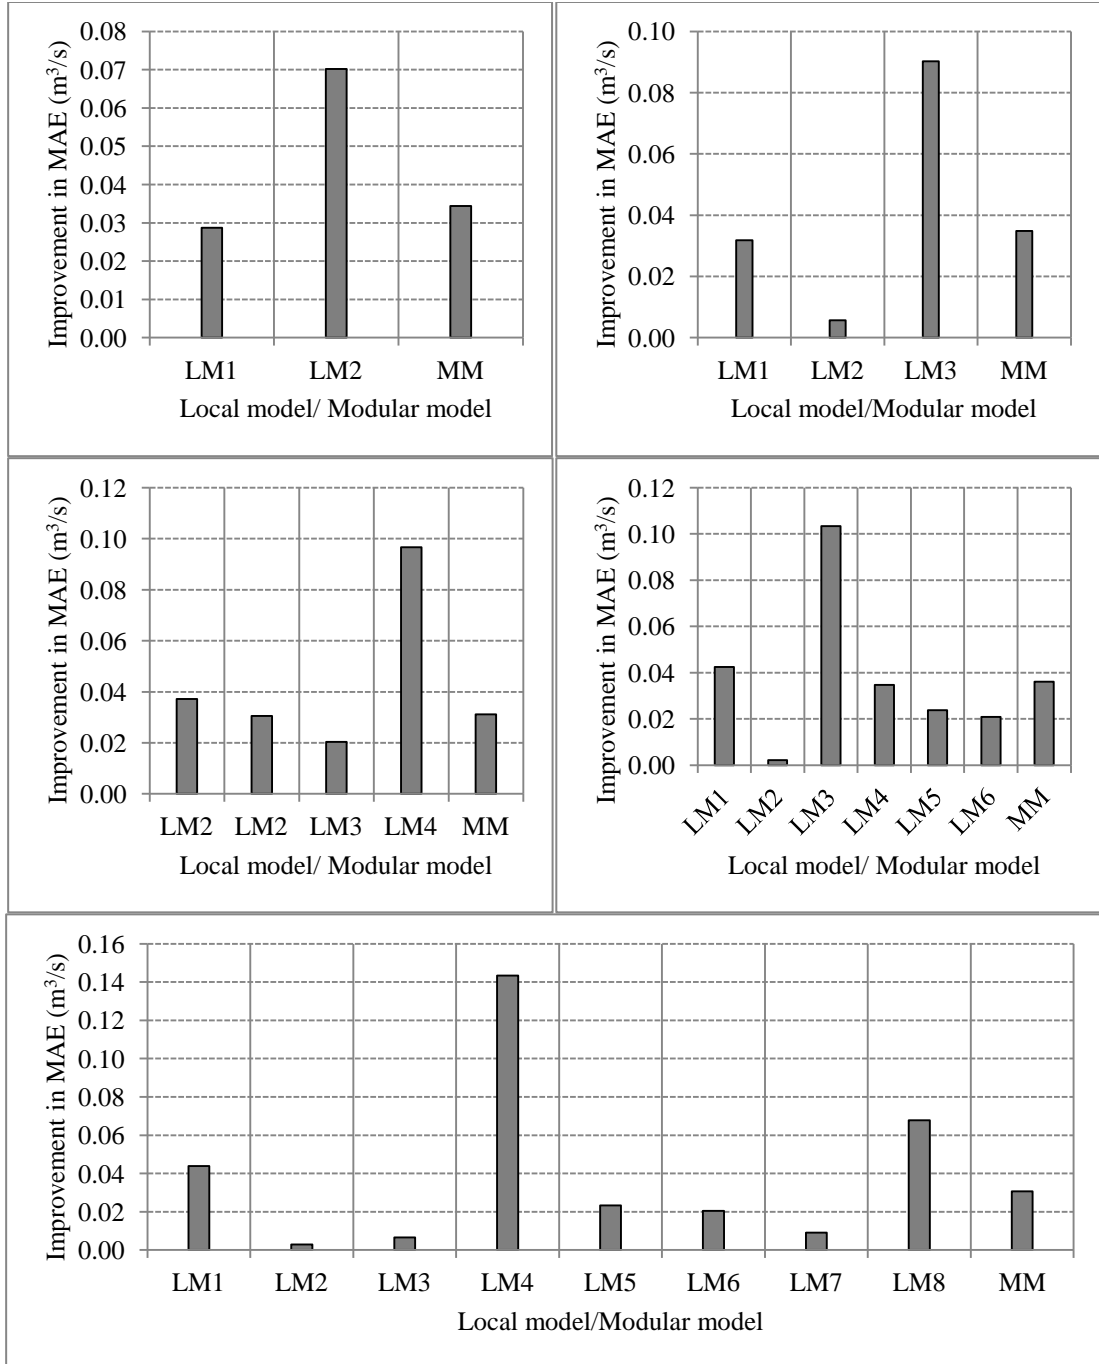 Improvement in MAE (m³/s)
0.08
0.07
0.06
0.05
0.04
0.03
0.02
0.01
0.00
LM1 LM2 MM
Local model/ Modular model
Improvement in MAE (m³/s)
0.10
0.08
0.06
0.04
0.02
0.00
LM1 LM2 LM3 MM
Local model/Modular model
Improvement in MAE (m³/s)
0.12
0.10
0.08
0.06
0.04
0.02
0.00
LM2 LM2 LM3 LM4 MM
Local model/ Modular model
Improvement in MAE (m³/s)
0.12
0.10
0.08
0.06
0.04
0.02
0.00
LM1 LM2 LM3 LM4 LM5 LM6 MM
Local model/ Modular model
Improvement in MAE (m³/s)
0.16
0.14
0.12
0.10
0.08
0.06
0.04
0.02
0.00
LM1 LM2 LM3 LM4 LM5 LM6 LM7 LM8 MM
Local model/Modular model